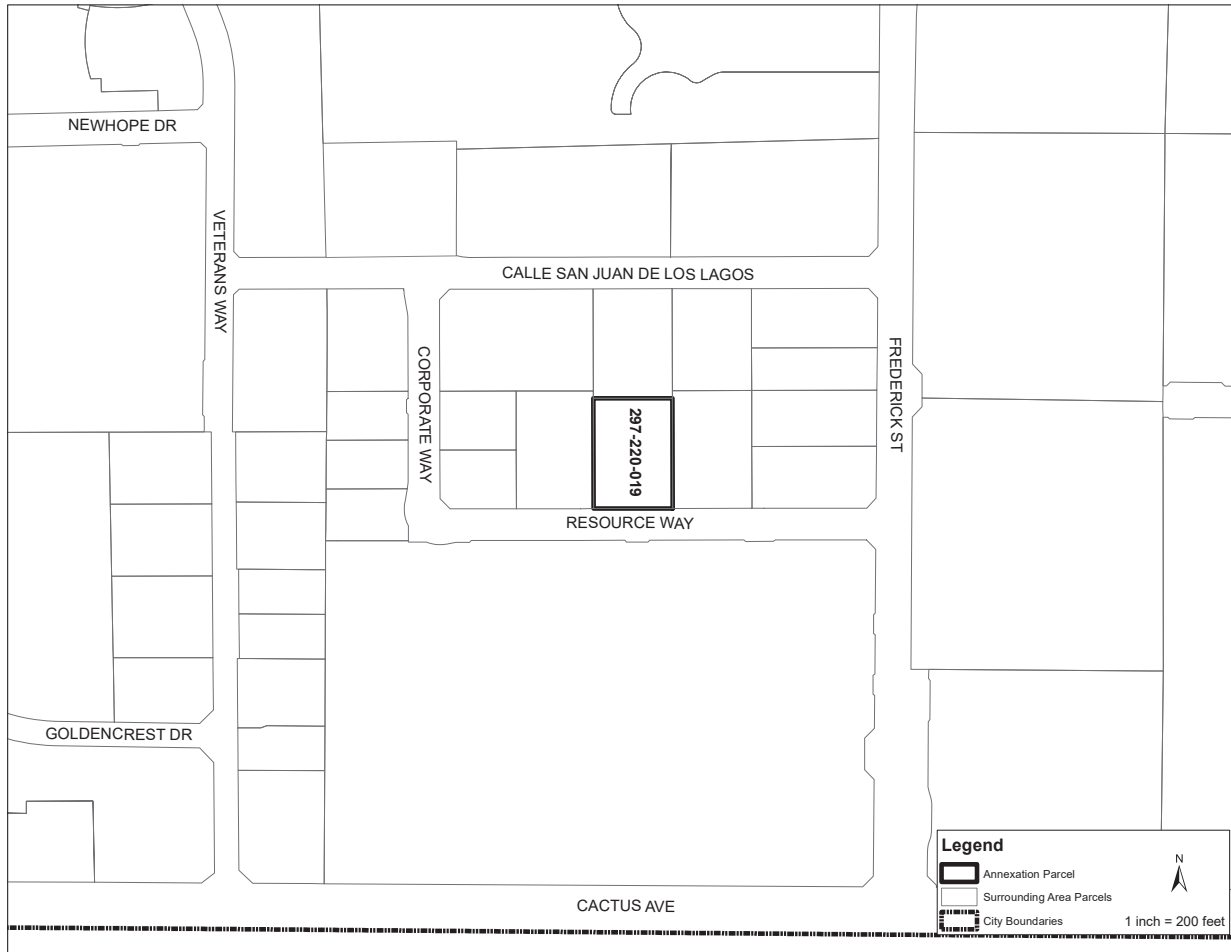 NEWHOPE DR
VETERANS WAY
CALLE SAN JUAN DE LOS LAGOS
CORPORATE WAY
FREDERICK ST
297-220-019
RESOURCE WAY
GOLDENCREST DR
CACTUS AVE
Legend
Annexation Parcel
Surrounding Area Parcels
City Boundaries
N
1 inch = 200 feet